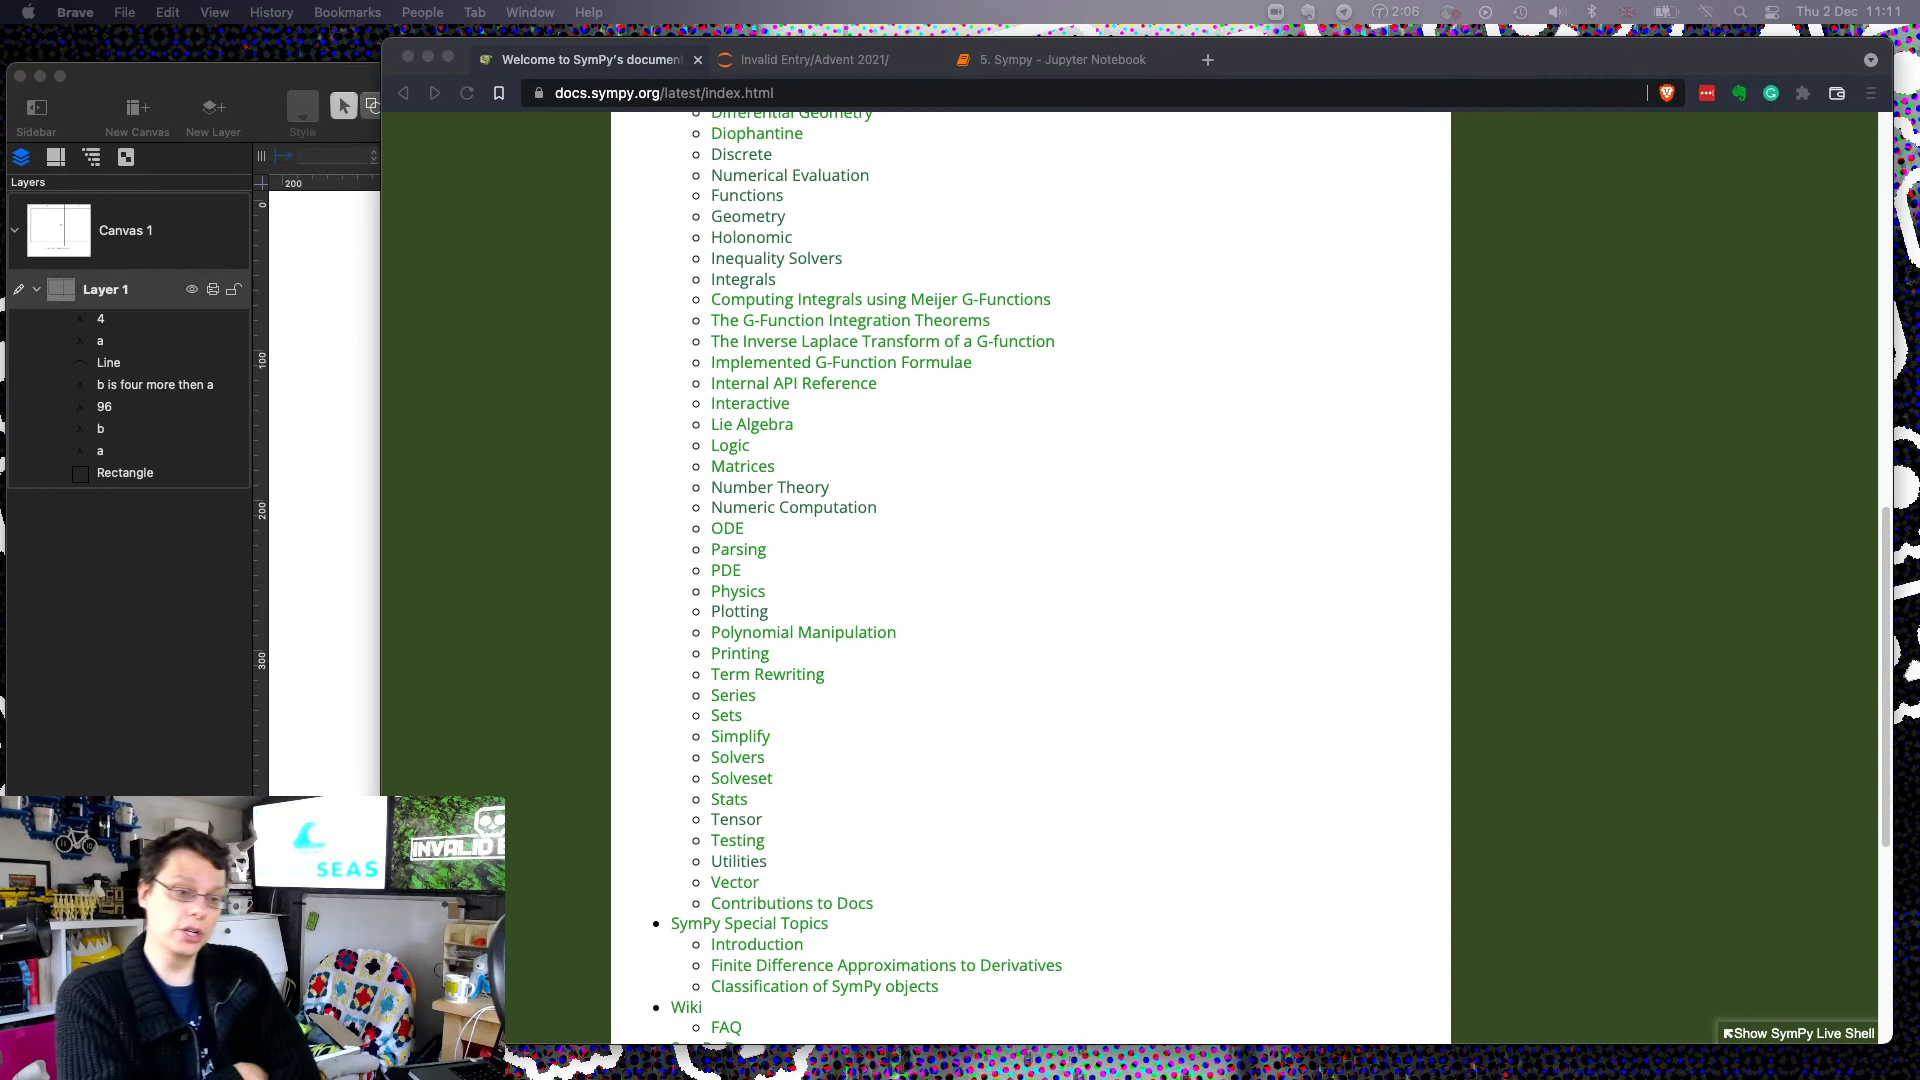 Brave File Edit View History Bookmarks People Tab Window Help 2:06 Thu 2 Dec 11:11
Welcome to SymPy's document
Invalid Entry/Advent 2021/
5. Sympy - Jupyter Notebook
docs.sympy.org/latest/index.html
Sidebar
New Canvas
New Layer
Style
200
Layers
Canvas 1
Layer 1
4
a
Line
b is four more then a
96
b
a
Rectangle
0
100
200
300
Differential Geometry
Diophantine
Discrete
Numerical Evaluation
Functions
Geometry
Holonomic
Inequality Solvers
Integrals
Computing Integrals using Meijer G-Functions
The G-Function Integration Theorems
The Inverse Laplace Transform of a G-function
Implemented G-Function Formulae
Internal API Reference
Interactive
Lie Algebra
Logic
Matrices
Number Theory
Numeric Computation
ODE
Parsing
PDE
Physics
Plotting
Polynomial Manipulation
Printing
Term Rewriting
Series
Sets
Simplify
Solvers
Solveset
Stats
Tensor
Testing
Utilities
Vector
Contributions to Docs
SymPy Special Topics
Introduction
Finite Difference Approximations to Derivatives
Classification of SymPy objects
Wiki
FAQ
Show SymPy Live Shell
SEAS
INVALID